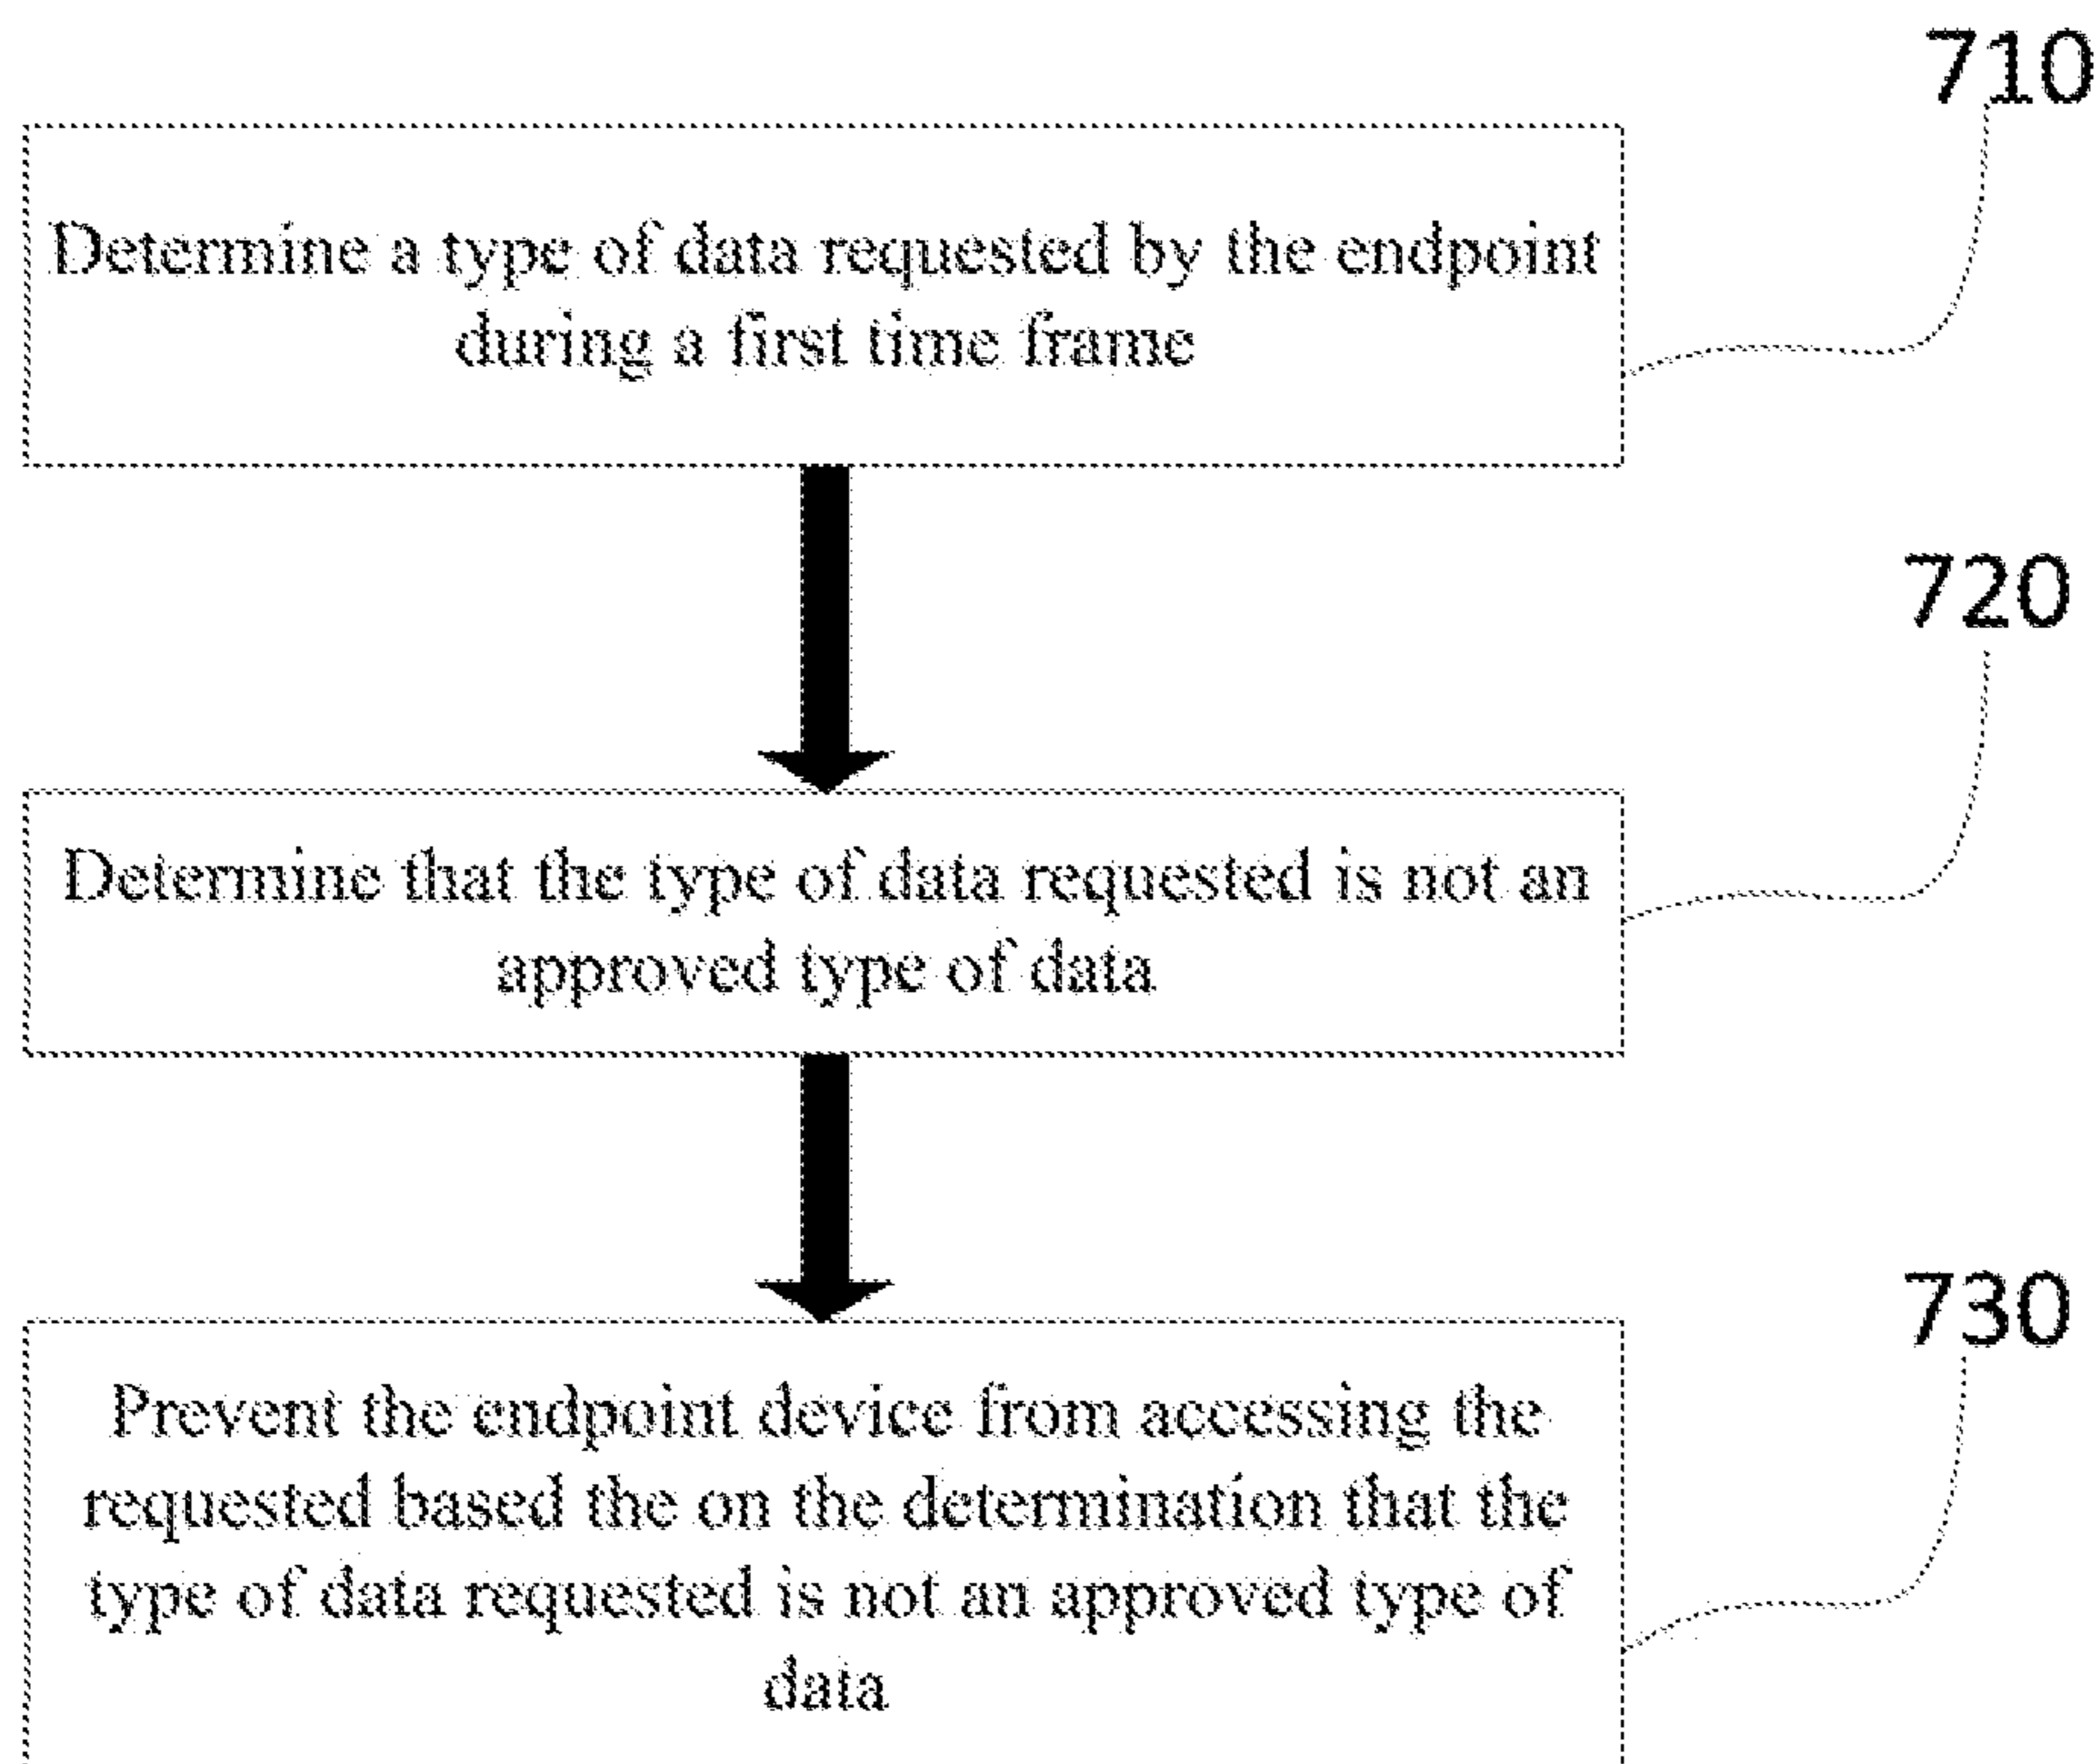 710
Determine a type of data requested by the endpoint
during a first time frame
720
Determine that the type of data requested is not an
approved type of data
730
Prevent the endpoint device from accessing the
requested based the on the determination that the
type of data requested is not an approved type of
data